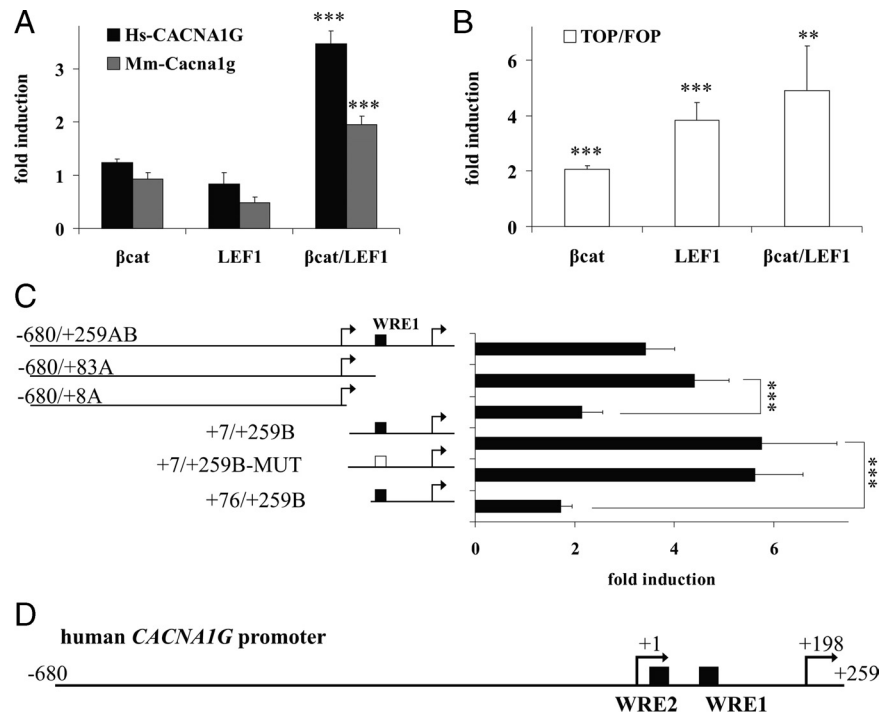 A
*** 
Hs-CACNA1G
Mm-Cacna1g
***
fold induction
3
2
1
0
βcat
LEF1
βcat/LEF1
B
TOP/FOP
**
***
***
fold induction
6
4
2
0
βcat
LEF1
βcat/LEF1
C
-680/+259AB
WRE1
-680/+83A
-680/+8A
+7/+259B
+7/+259B-MUT
+76/+259B
***
***
0
2
4
6
fold induction
D
human CACNA1G promoter
-680
+1
+198
+259
WRE2
WRE1